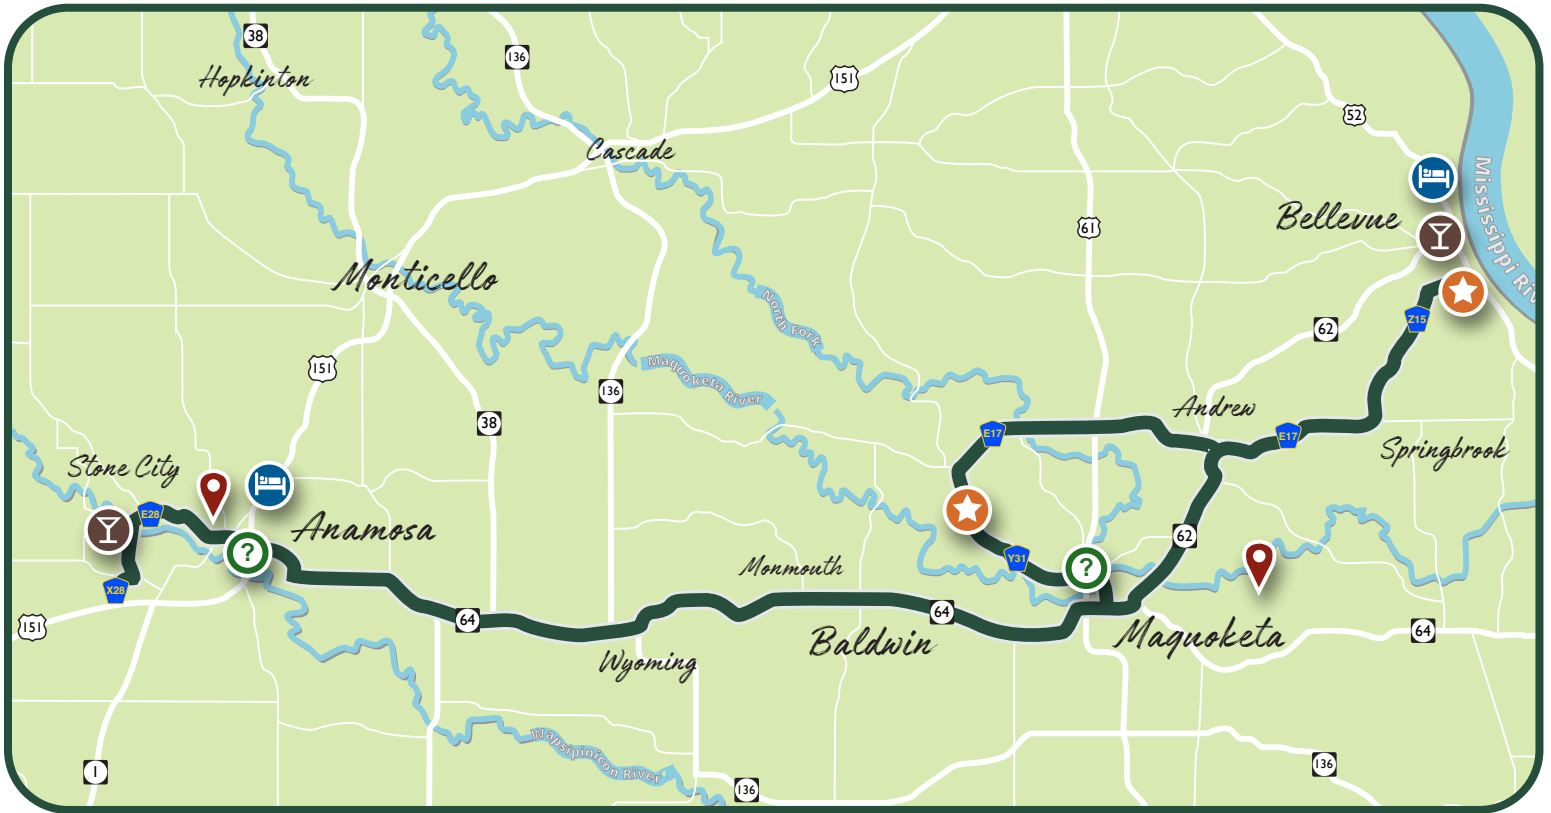 38
136
Hopkinton
151
52
Cascade
Mississippi Riv
Bellevue
61
Monticello
North Fork
Z15
62
151
Maquoketa River
136
38
Andrew
E17
E17
Springbrook
Stone City
E28
Anamosa
?
62
Y31
?
Monmouth
X28
151
64
64
Baldwin
Maquoketa
64
Wyoming
Wapsipinicon River
1
136
136